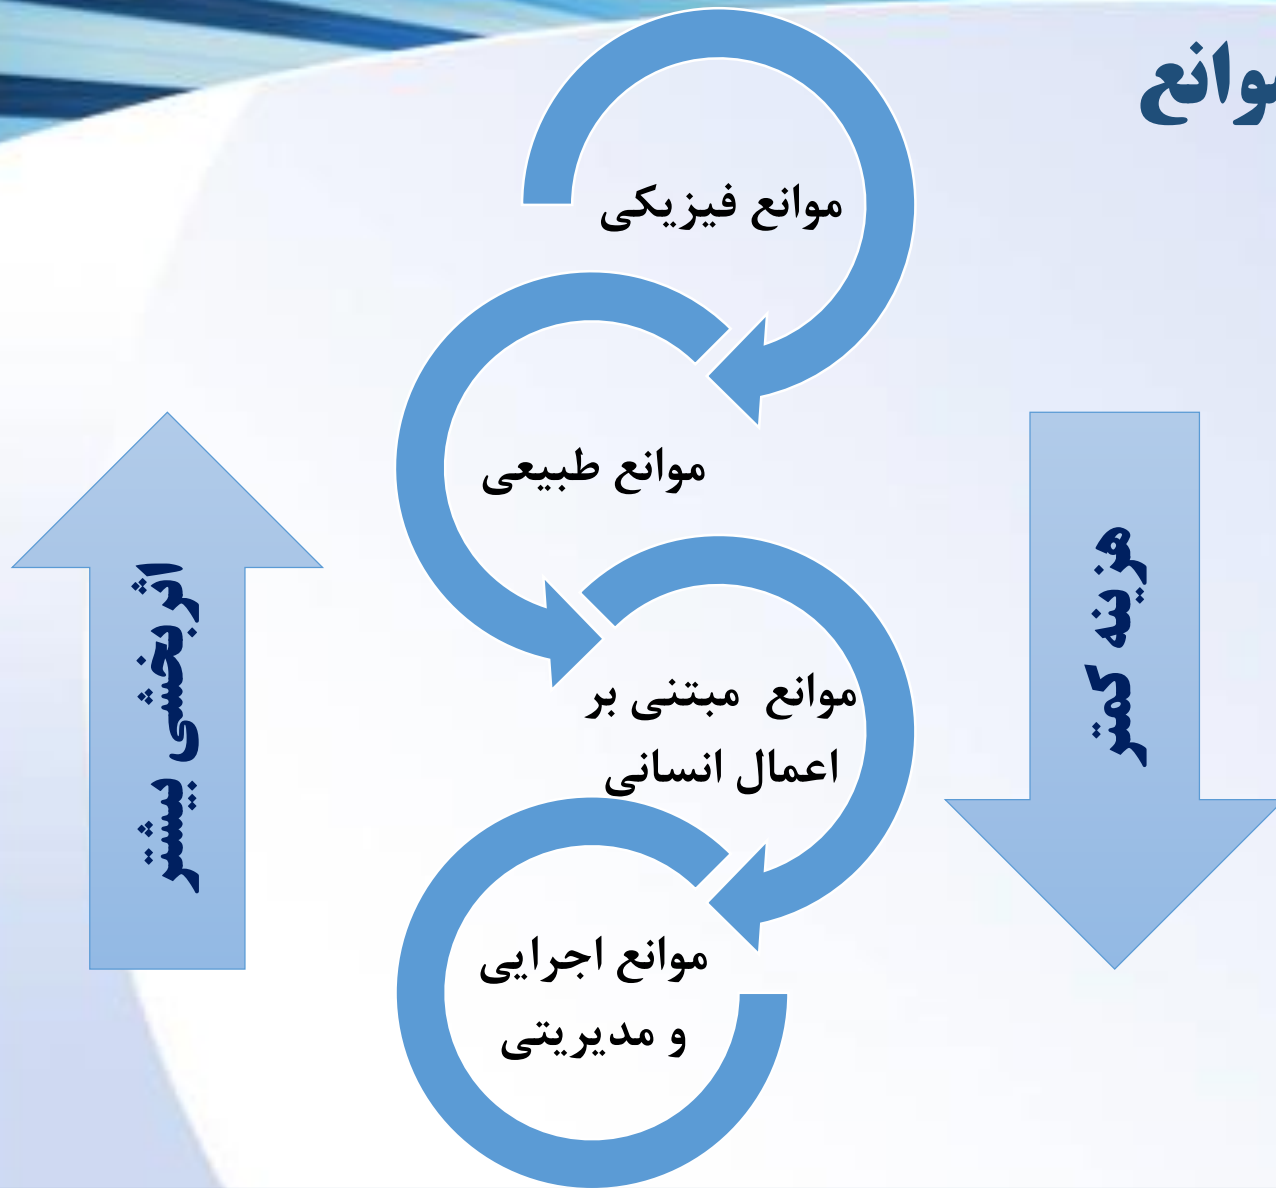 موانع
موانع فیزیکی
موانع طبیعی
موانع مبتنی بر
اعمال انسانی
موانع اجرایی
و مدیریتی
اثربخشی بیشتر
هزینه کمتر